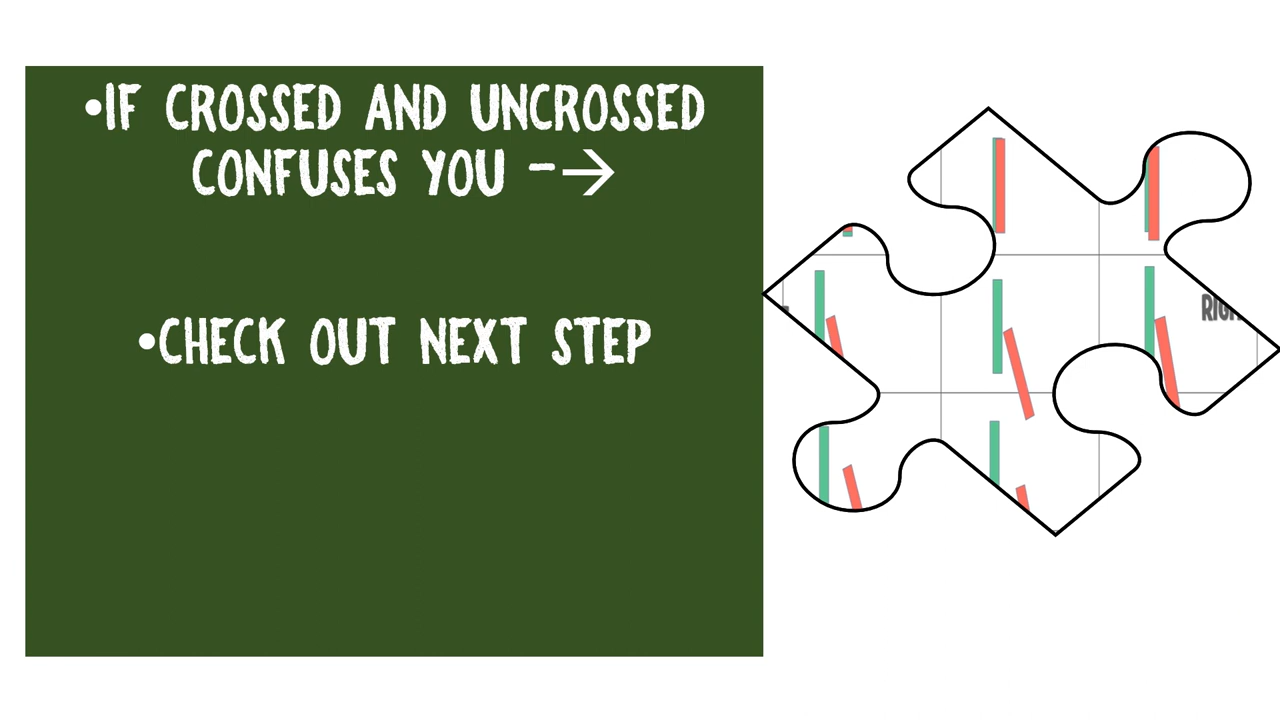 •IF CROSSED AND UNCROSSED
CONFUSES YOU -→
•CHECK OUT NEXT STEP